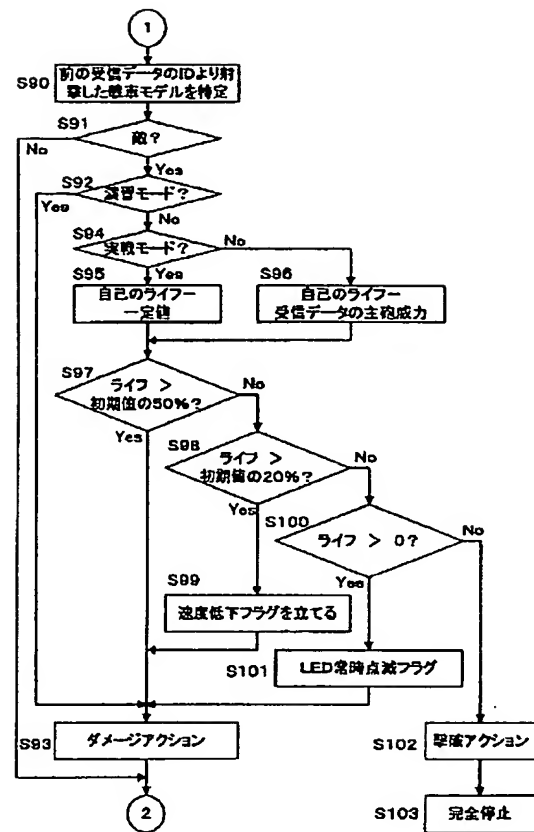 1
S90
前の受信データのIDより射
撃した戦車モデルを特定
S91
敵?
No
Yes
S92
演習モード?
Yes
No
S94
実戦モード?
No
Yes
S95
自己のライフー
一定値
S96
自己のライフー
受信データの主砲威力
S97
ライフ >
初期値の50%?
No
Yes
S98
ライフ >
初期値の20%?
No
Yes
S100
ライフ > 0?
No
Yes
S99
速度低下フラグを立てる
S101
LED常時点滅フラグ
S93
ダメージアクション
S102
撃破アクション
2
S103
完全停止